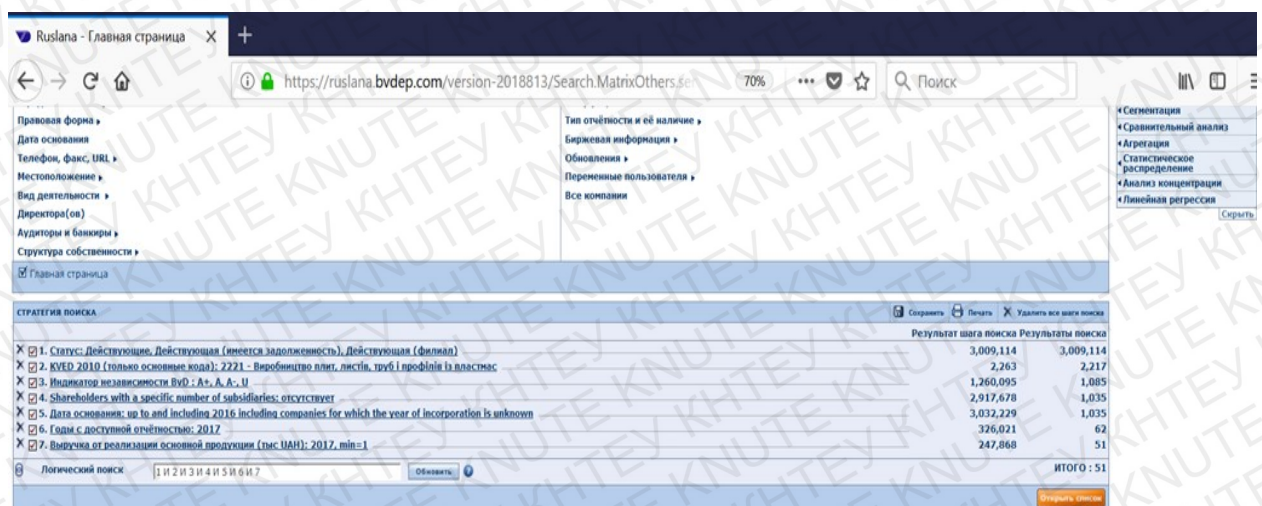 Ruslana - Главная страница
https://ruslana.bvdep.com/version-2018813/Search.MatrixOthers.ser
70%
Поиск
Правовая форма
Дата основания
Телефон, факс, URL
Местоположение
Вид деятельности
Директора(ов)
Аудиторы и банкиры
Структура собственности
Тип отчётности и её наличие
Биржевая информация
Обновления
Переменные пользователя
Все компании
Сегментация
Сравнительный анализ
Агрегация
Статистическое
распределение
Анализ концентрации
Линейная регрессия
Скрыть
Главная страница
СТРАТЕГИЯ ПОИСКА
Сохранить Печать Удалить все шаги поиска
Результат шага поиска Результаты поиска
1. Статус: Действующие, Действующая (имеется задолженность), Действующая (филиал) 3,009,114 3,009,114
2. KVED 2010 (только основные кода): 2221 - Виробництво плит, листів, труб і профілів із пластмас 2,263 2,217
3. Индикатор независимости BvD : A+, A, A-, U 1,260,095 1,085
4. Shareholders with a specific number of subsidiaries: отсутствует 2,917,678 1,035
5. Дата основания: up to and including 2016 including companies for which the year of incorporation is unknown 3,032,229 1,035
6. Годы с доступной отчётностью: 2017 326,021 62
7. Выручка от реализации основной продукции (тыс UAH): 2017, min=1 247,868 51
Логический поиск 1 И 2 И 3 И 4 И 5 И 6 И 7 Обновить ИТОГО : 51
Открыть список
KHTEY KNUTE